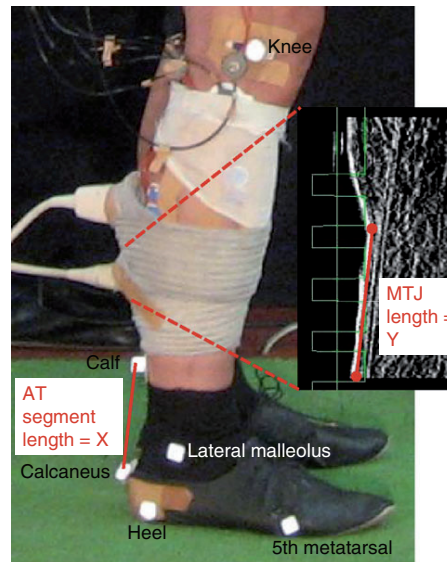 Knee
MTJ
length =
Y
Calf
AT
segment
length = X
Lateral malleolus
Calcaneus
Heel
5th metatarsal